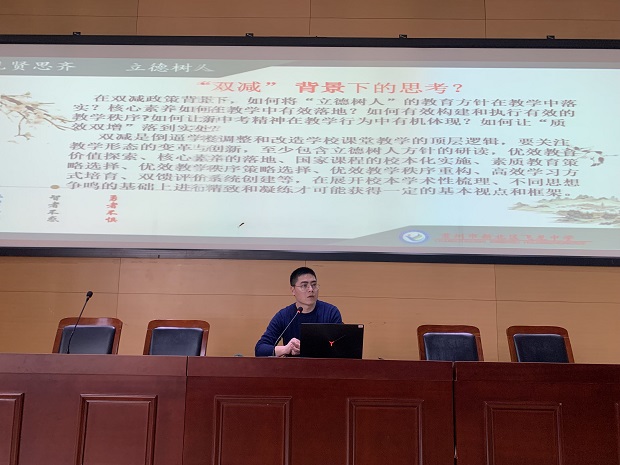 见贤思齐 立德树人
“双减”背景下的思考？
在双减政策背景下，如何将“立德树人”的教育方针在教学中落
实？核心素养如何在教学中有效落地？如何有效构建和执行有效的
教学秩序？如何让新中考精神在教学行为中有机体现？如何让“质
效双增”落到实处？
双减是倒逼学卷调整和改造学校课堂教学的顶层逻辑，要关注
教学形态的变革与创新，至少包含立德树人方针的研读、优效教育
价值探索、核心素养的落地、国家课程的校本化实施、素质教育策
略选择、优效教学秩序策略选择、优效教学秩序重构、高效学习方
式培育、双馈评价系统创建等，在展开校本学术性梳理、不同思想
争鸣的基础上进行精致和凝练才可能获得一定的基本视点和框架。
智者不惑
勇者不惧